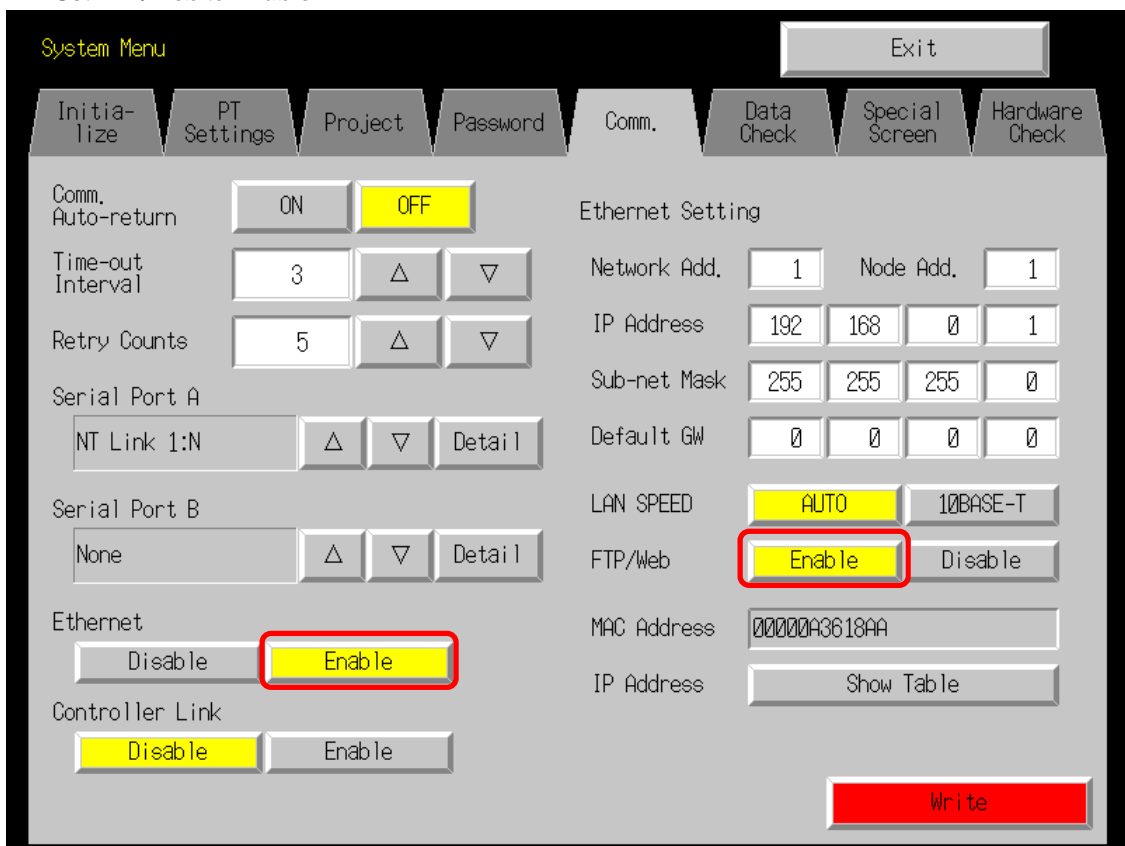 System Menu
Exit
Initia-
lize
PT
Settings
Project
Password
Comm.
Data
Check
Special
Screen
Hardware
Check
Comm.
Auto-return
ON
OFF
Time-out
Interval
3
△
▽
Retry Counts
5
△
▽
Serial Port A
NT Link 1:N
△
▽
Detail
Serial Port B
None
△
▽
Detail
Ethernet
Disable
Enable
Controller Link
Disable
Enable
Ethernet Setting
Network Add.
1
Node Add.
1
IP Address
192
168
0
1
Sub-net Mask
255
255
255
0
Default GW
0
0
0
0
LAN SPEED
AUTO
10BASE-T
FTP/Web
Enable
Disable
MAC Address
00000A3618AA
IP Address
Show Table
Write